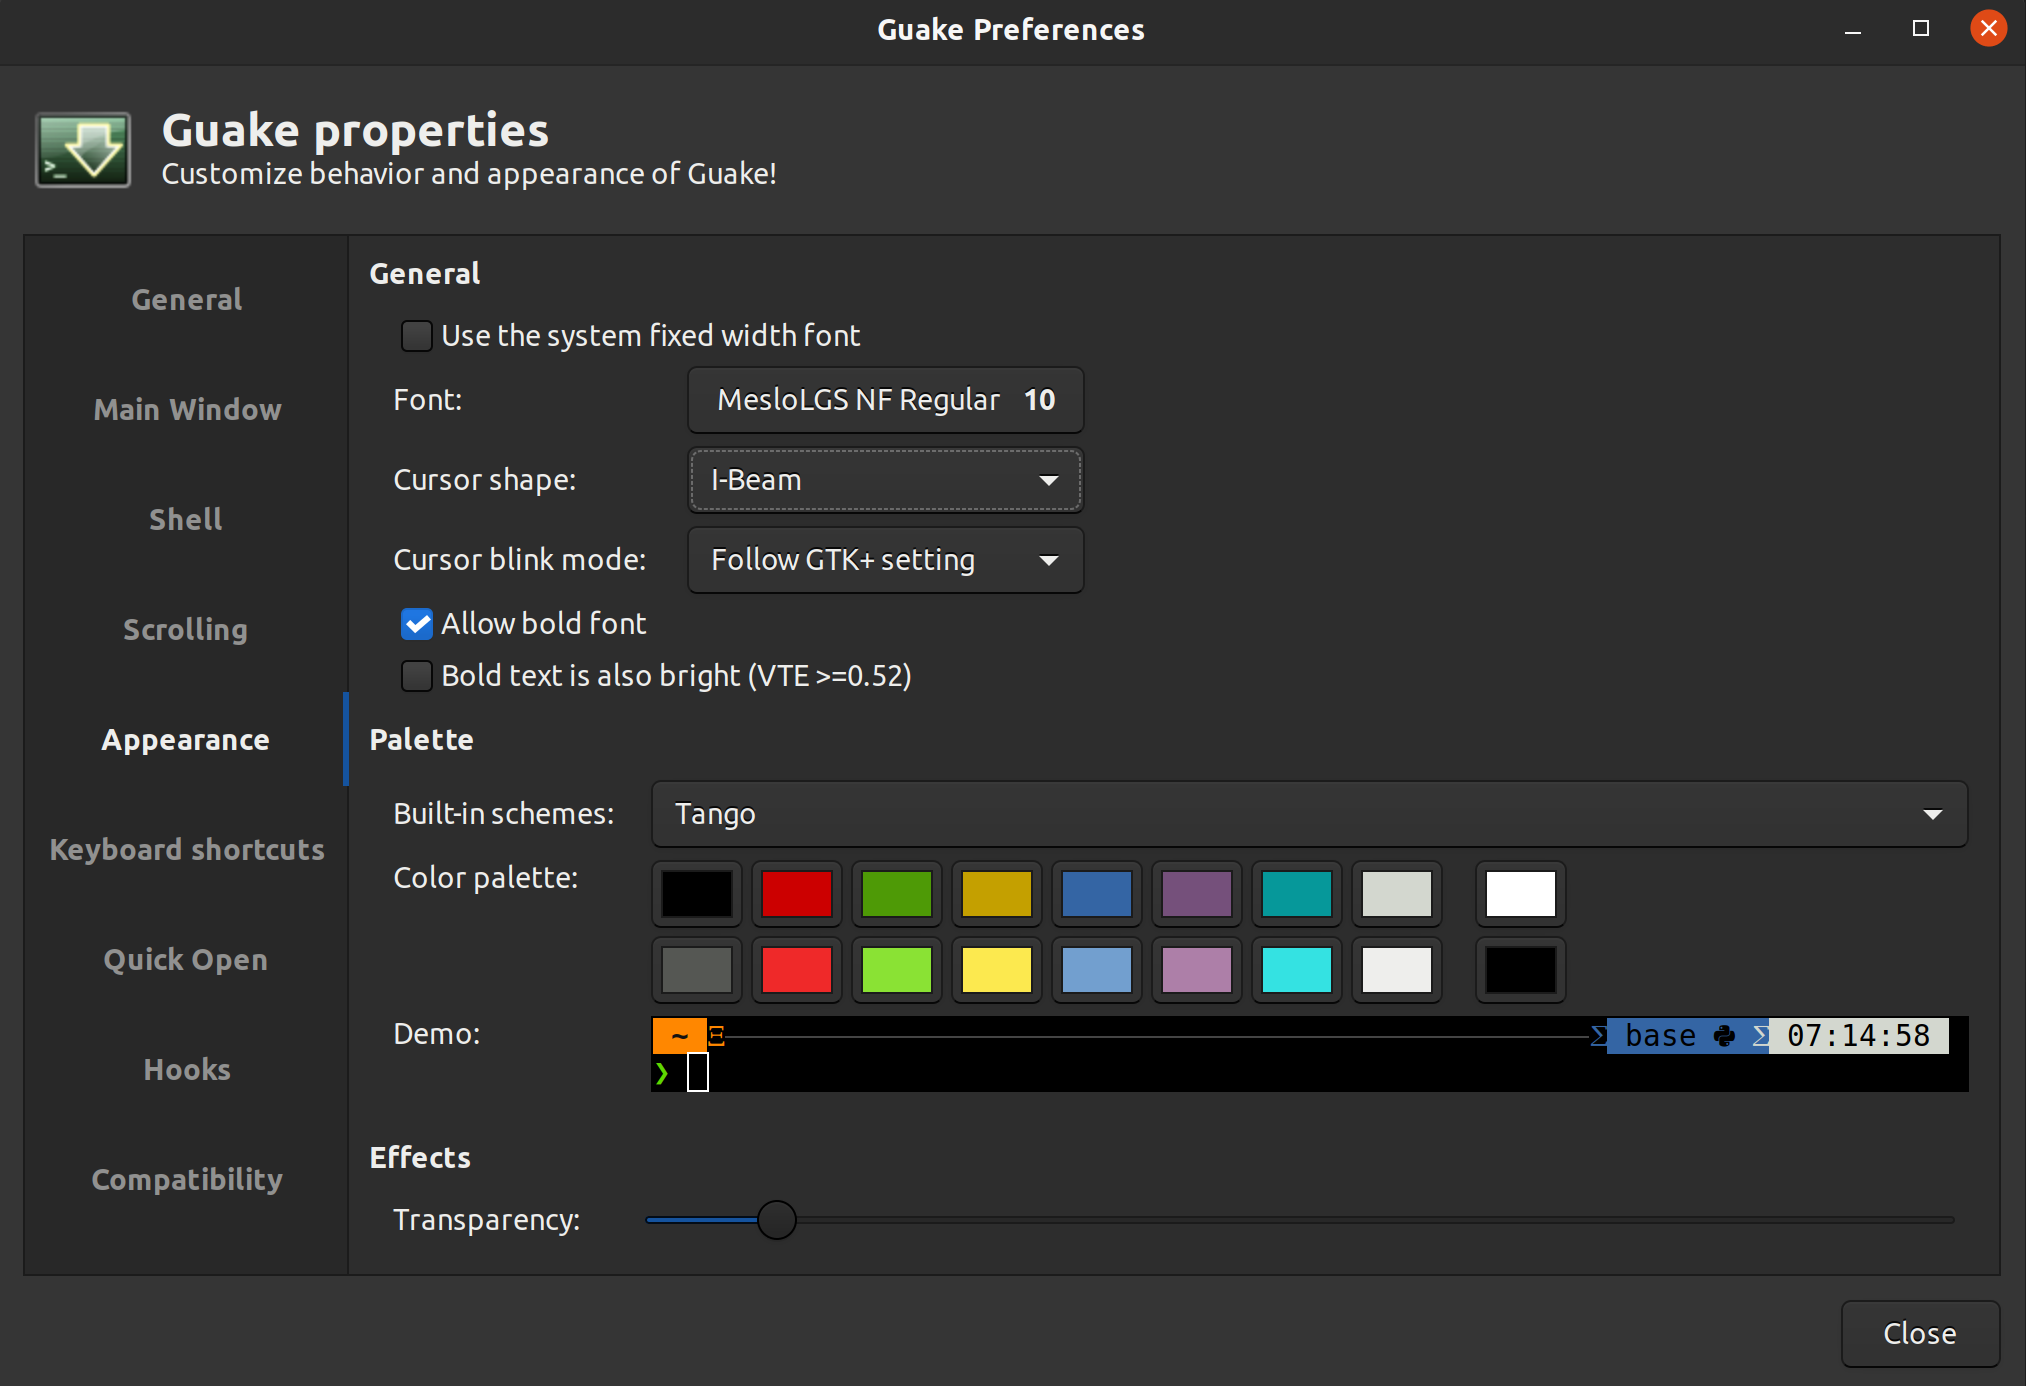 Guake Preferences
Guake properties
Customize behavior and appearance of Guake!
General
Main Window
Shell
Scrolling
Appearance
Keyboard shortcuts
Quick Open
Hooks
Compatibility
General
Use the system fixed width font
Font: MesloLGS NF Regular 10
Cursor shape: I-Beam
Cursor blink mode: Follow GTK+ setting
Allow bold font
Bold text is also bright (VTE >=0.52)
Palette
Built-in schemes: Tango
Color palette:
Demo: ~ base 07:14:58
❯
Effects
Transparency:
Close